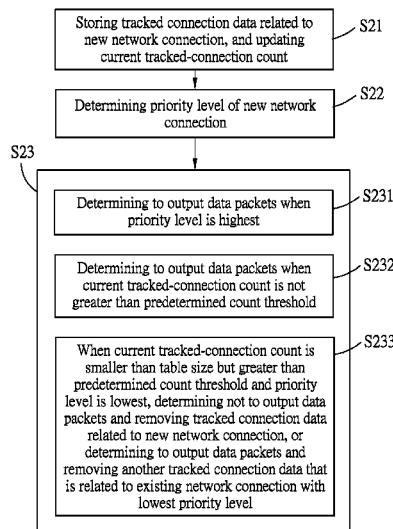 Storing tracked connection data related to
new network connection, and updating
current tracked-connection count
S21
Determining priority level of new network
connection
S22
S23
Determining to output data packets when
priority level is highest
S231
Determining to output data packets when
current tracked-connection count is not
greater than predetermined count threshold
S232
When current tracked-connection count is
smaller than table size but greater than
predetermined count threshold and priority
level is lowest, determining not to output data
packets and removing tracked connection data
related to new network connection, or
determining to output data packets and
removing another tracked connection data that
is related to existing network connection with
lowest priority level
S233